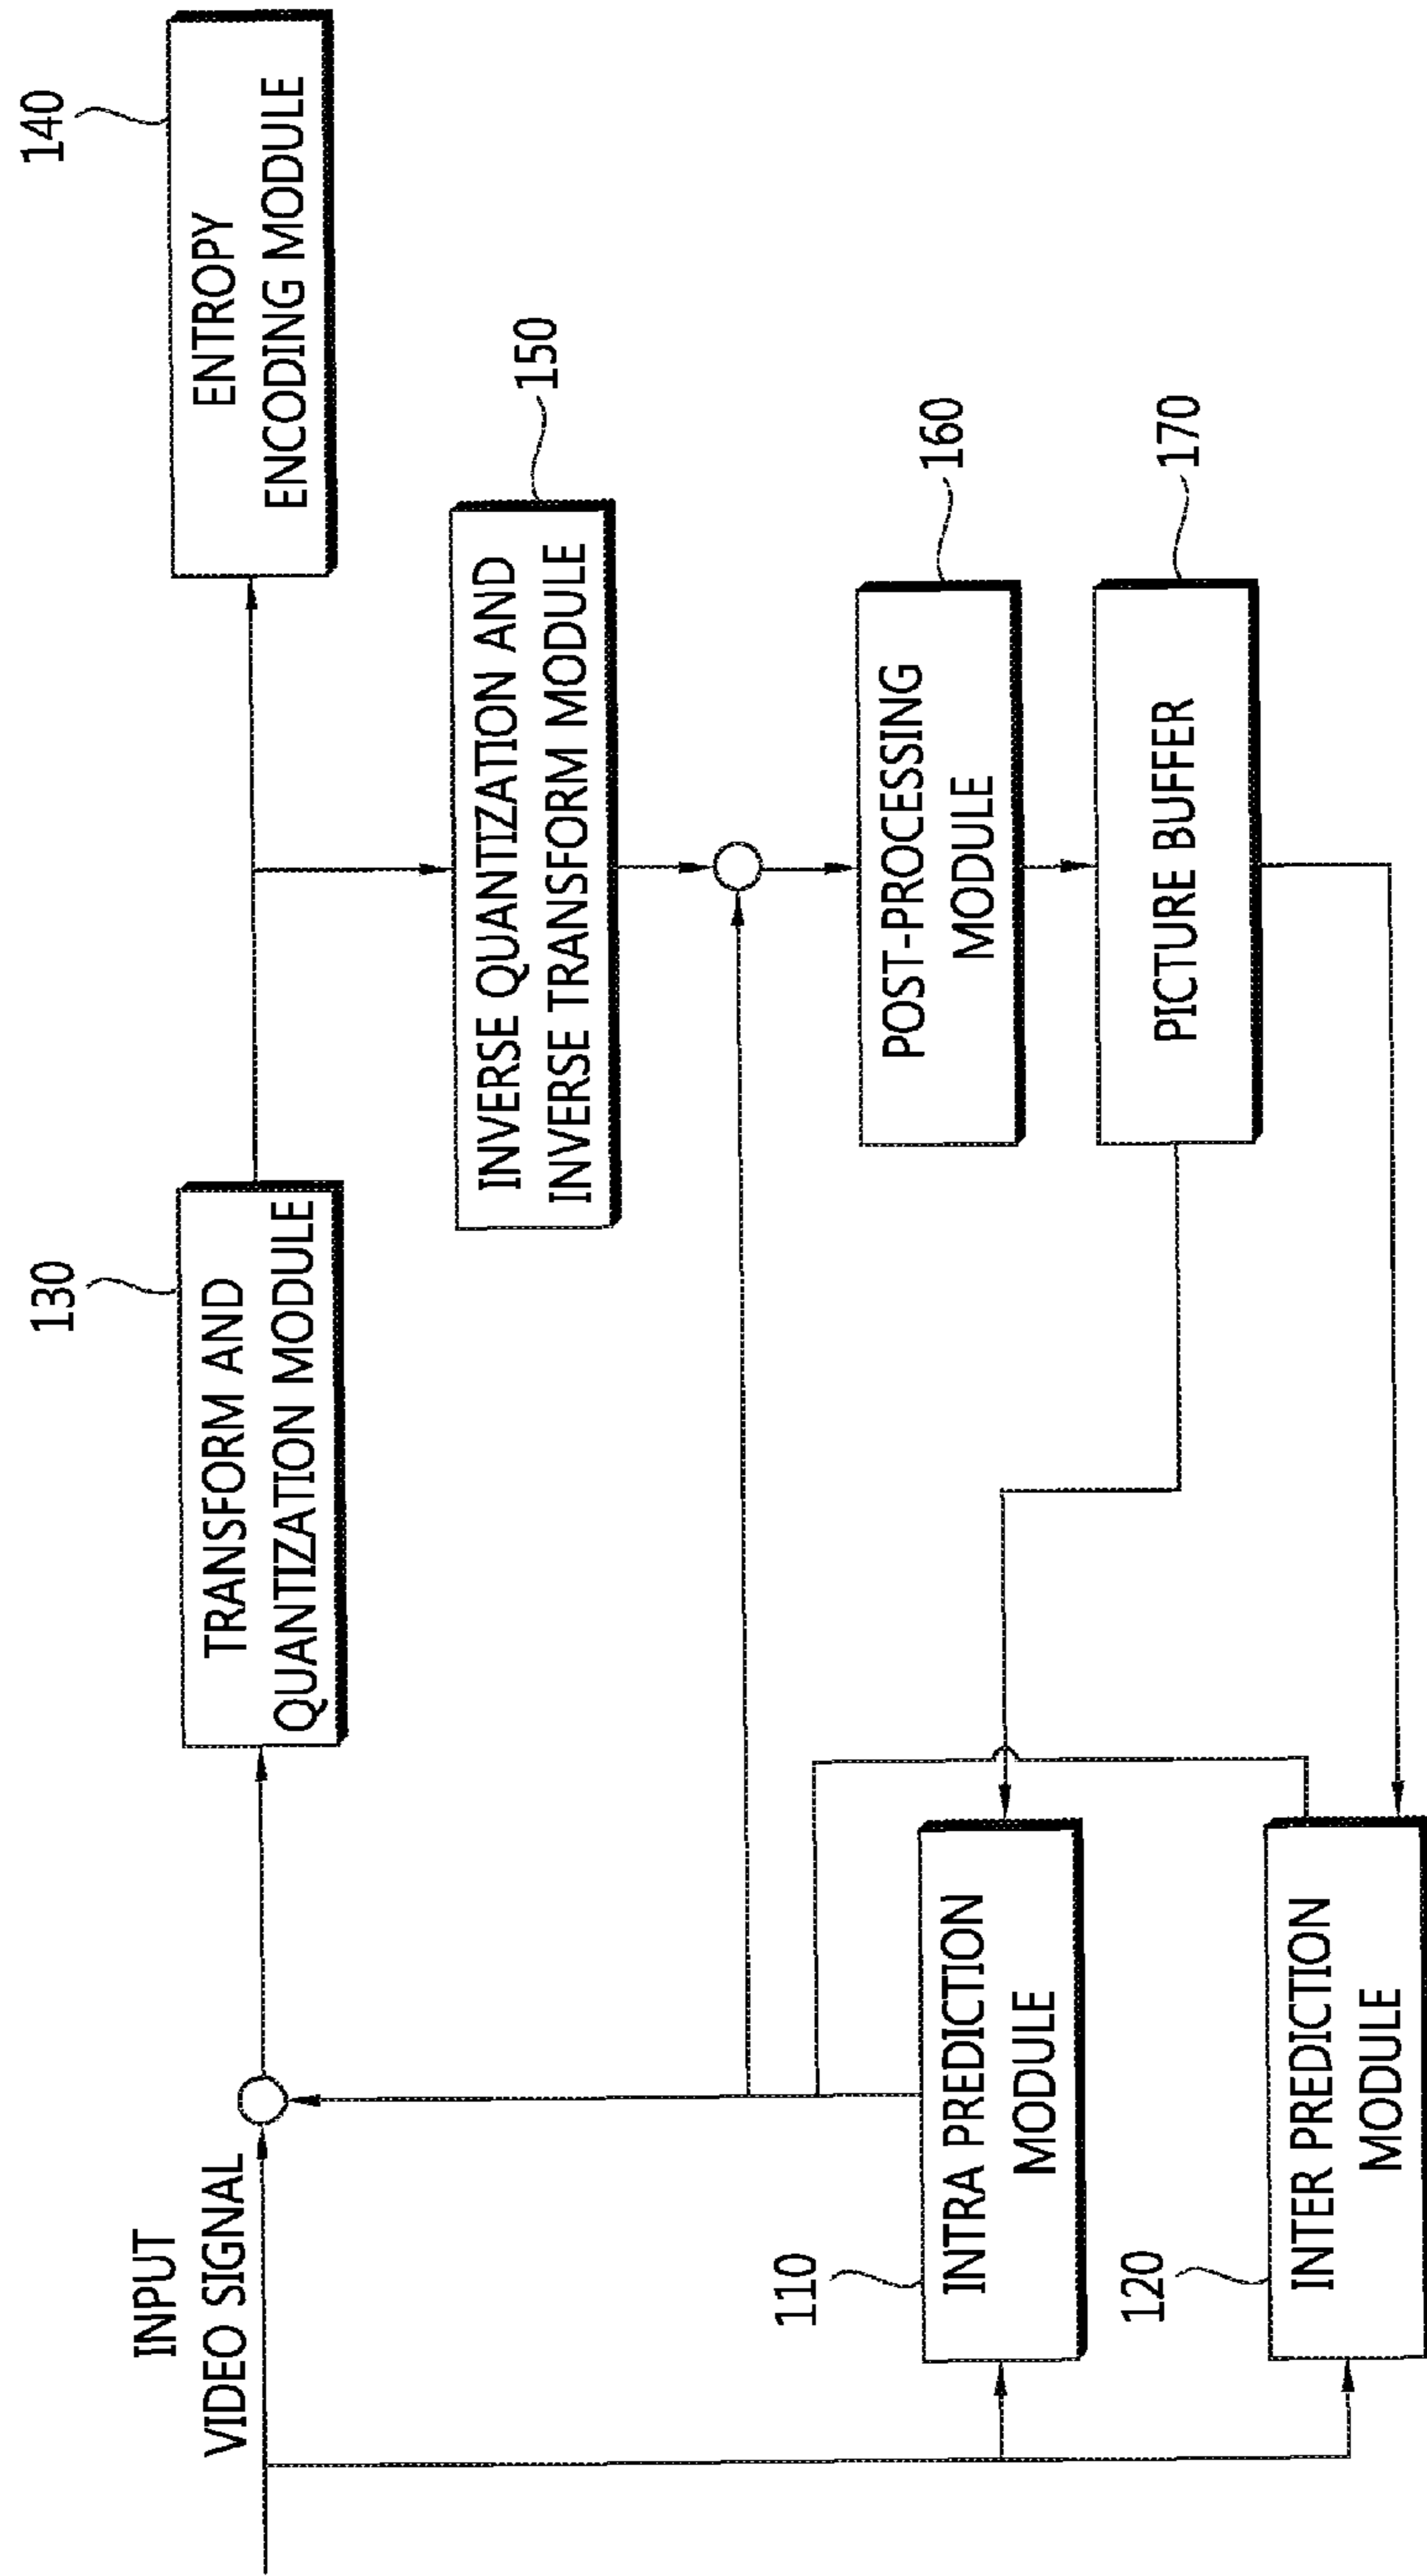 INPUT
VIDEO SIGNAL
130
TRANSFORM AND
QUANTIZATION MODULE
140
ENTROPY
ENCODING MODULE
150
INVERSE QUANTIZATION AND
INVERSE TRANSFORM MODULE
110
INTRA PREDICTION
MODULE
160
POST-PROCESSING
MODULE
120
INTER PREDICTION
MODULE
170
PICTURE BUFFER